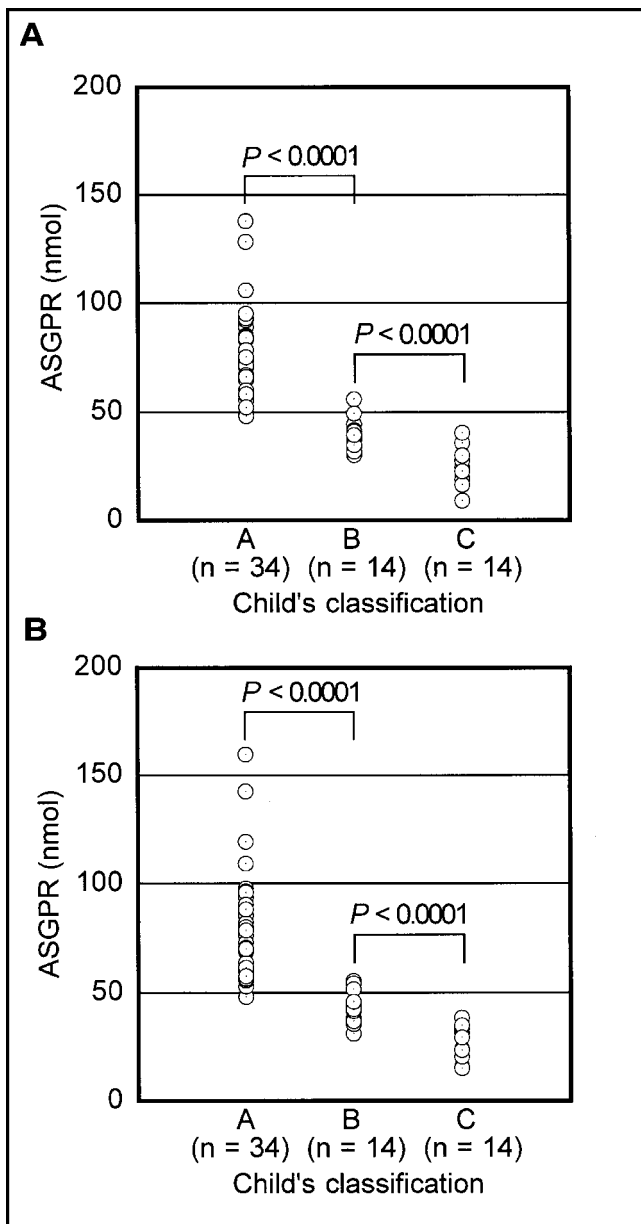 A
200
P < 0.0001
150
ASGPR (nmol)
100
P < 0.0001
50
0
A B C
(n = 34) (n = 14) (n = 14)
Child's classification
B
200
P < 0.0001
150
ASGPR (nmol)
100
P < 0.0001
50
0
A B C
(n = 34) (n = 14) (n = 14)
Child's classification